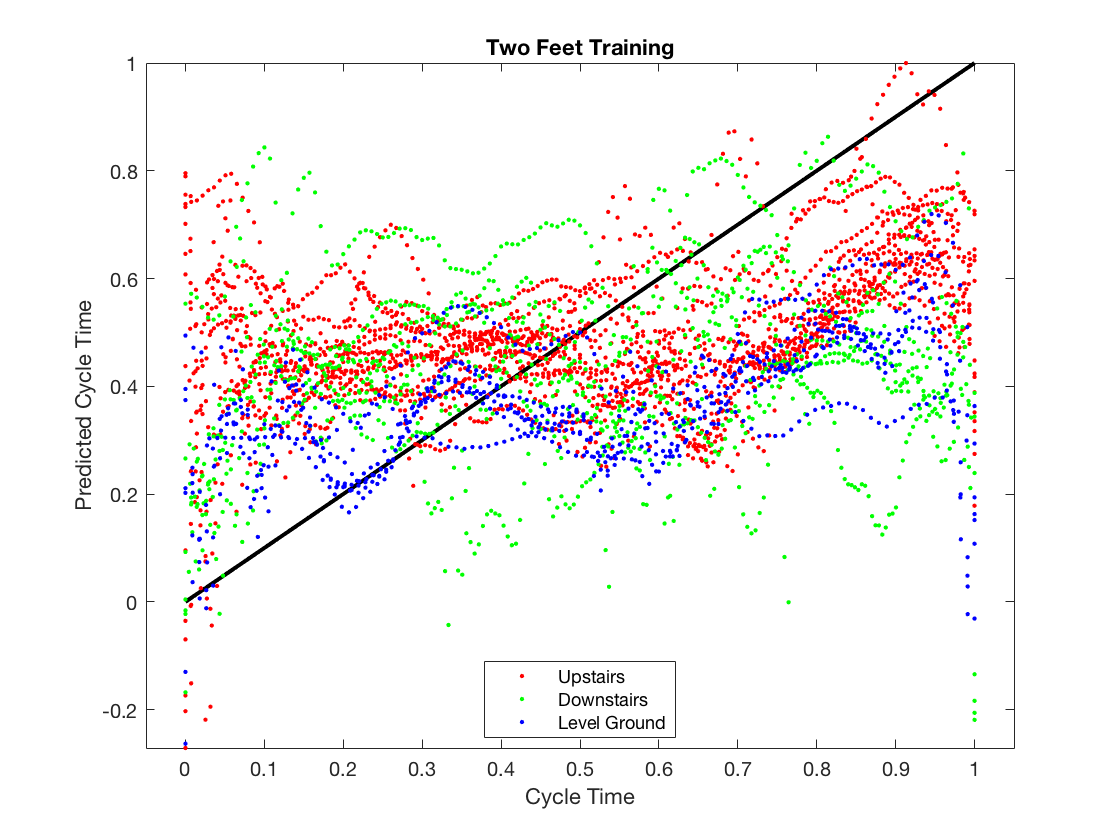 Two Feet Training
1
0.8
0.6
0.4
0.2
0
-0.2
Predicted Cycle Time
Upstairs
Downstairs
Level Ground
0 0.1 0.2 0.3 0.4 0.5 0.6 0.7 0.8 0.9 1
Cycle Time